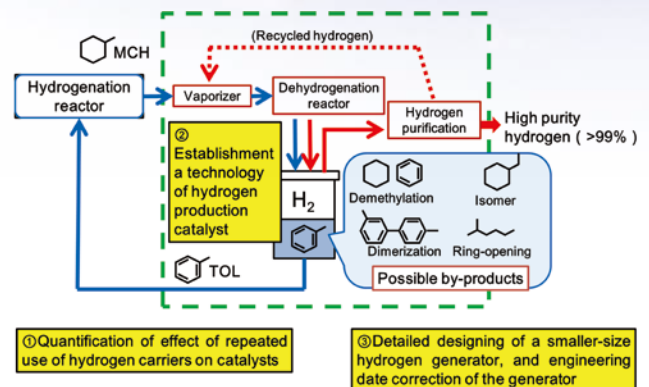 (Recycled hydrogen)
MCH
Hydrogenation
reactor
Vaporizer
Dehydrogenation
reactor
Hydrogen
purification
High purity
hydrogen ( >99% )
②
Establishment
a technology
of hydrogen
production
catalyst
H2
Demethylation
Isomer
Dimerization
Ring-opening
Possible by-products
TOL
①Quantification of effect of repeated
use of hydrogen carriers on catalysts
③Detailed designing of a smaller-size
hydrogen generator, and engineering
date correction of the generator